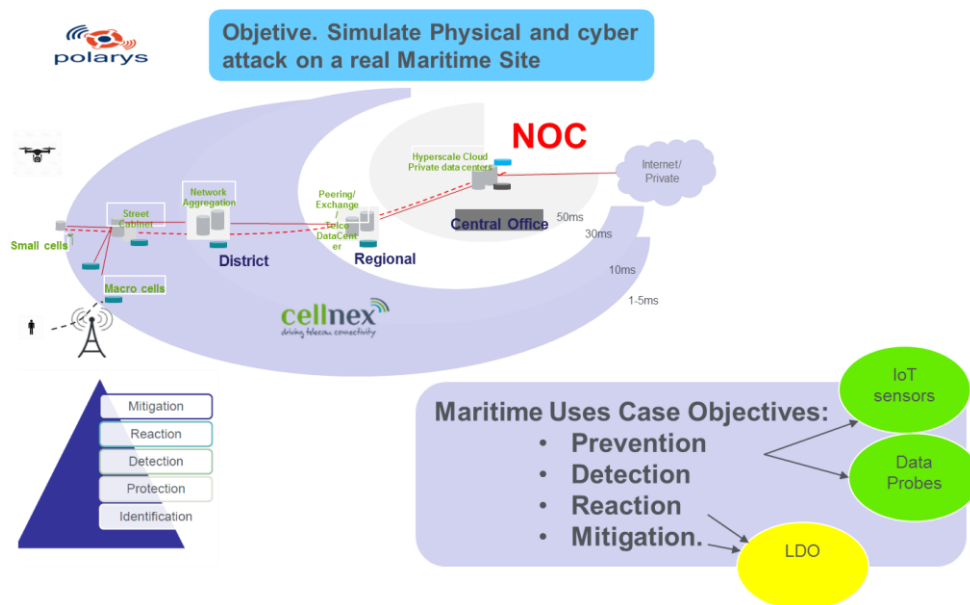 polarys
Objetive. Simulate Physical and cyber
attack on a real Maritime Site
NOC
Hyperscale Cloud
Private data centers
Internet/
Private
Network
Aggregation
Peering/
Exchange
/
Telco
DataCent
er
Street
Cabinet
Small cells
Central Office
50ms
30ms
District
Regional
10ms
Macro cells
1-5ms
cellnex
driving telecom connectivity
Mitigation
Reaction
Detection
Protection
Identification
Maritime Uses Case Objectives:
• Prevention
• Detection
• Reaction
• Mitigation.
IoT
sensors
Data
Probes
LDO